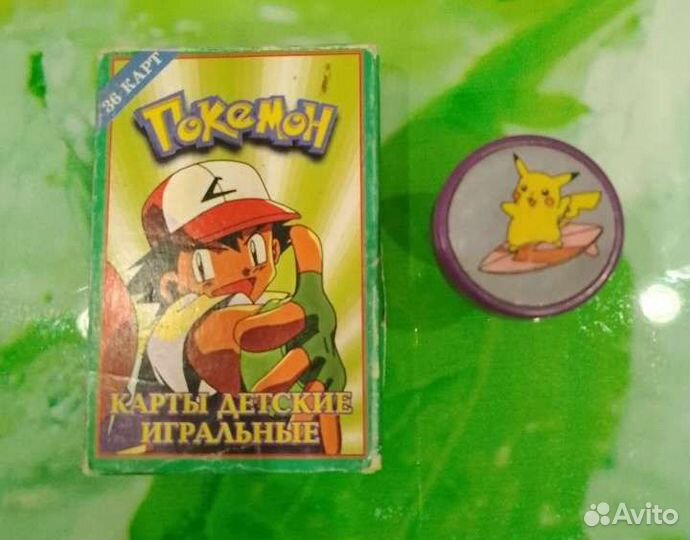 36 КАРТ
Покемон
КАРТЫ ДЕТСКИЕ
ИГРАЛЬНЫЕ
Avito